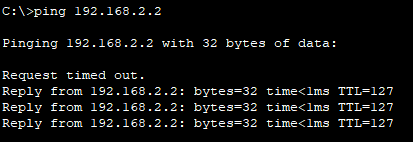 C:\>ping 192.168.2.2
Pinging 192.168.2.2 with 32 bytes of data:
Request timed out.
Reply from 192.168.2.2: bytes=32 time<1ms TTL=127
Reply from 192.168.2.2: bytes=32 time<1ms TTL=127
Reply from 192.168.2.2: bytes=32 time<1ms TTL=127